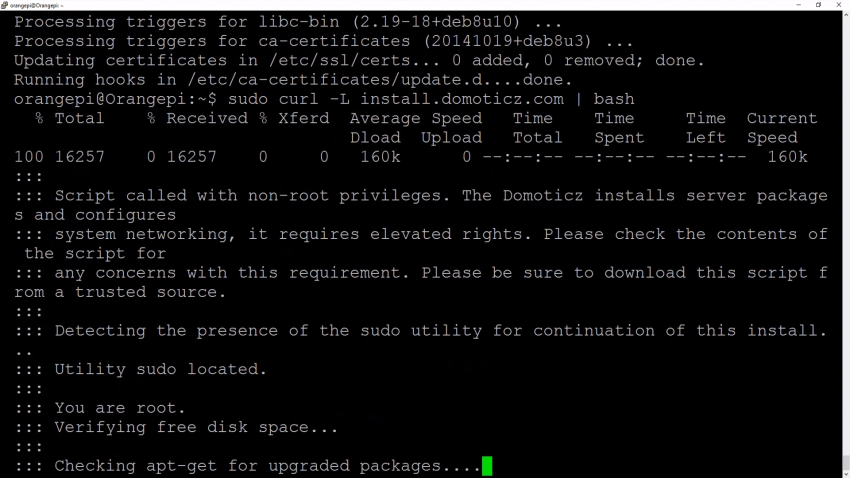 orangepi@Orangepi: ~
Processing triggers for libc-bin (2.19-18+deb8u10) ...
Processing triggers for ca-certificates (20141019+deb8u3) ...
Updating certificates in /etc/ssl/certs... 0 added, 0 removed; done.
Running hooks in /etc/ca-certificates/update.d....done.
orangepi@Orangepi:~$ sudo curl -L install.domoticz.com | bash
% Total % Received % Xferd Average Speed Time Time Time Current
Dload Upload Total Spent Left Speed
100 16257 0 16257 0 0 160k 0 --:--:-- --:--:-- --:--:-- 160k
:::
::: Script called with non-root privileges. The Domoticz installs server package
s and configures
::: system networking, it requires elevated rights. Please check the contents of
the script for
::: any concerns with this requirement. Please be sure to download this script f
rom a trusted source.
:::
::: Detecting the presence of the sudo utility for continuation of this install.
..
::: Utility sudo located.
:::
::: You are root.
::: Verifying free disk space...
:::
::: Checking apt-get for upgraded packages....